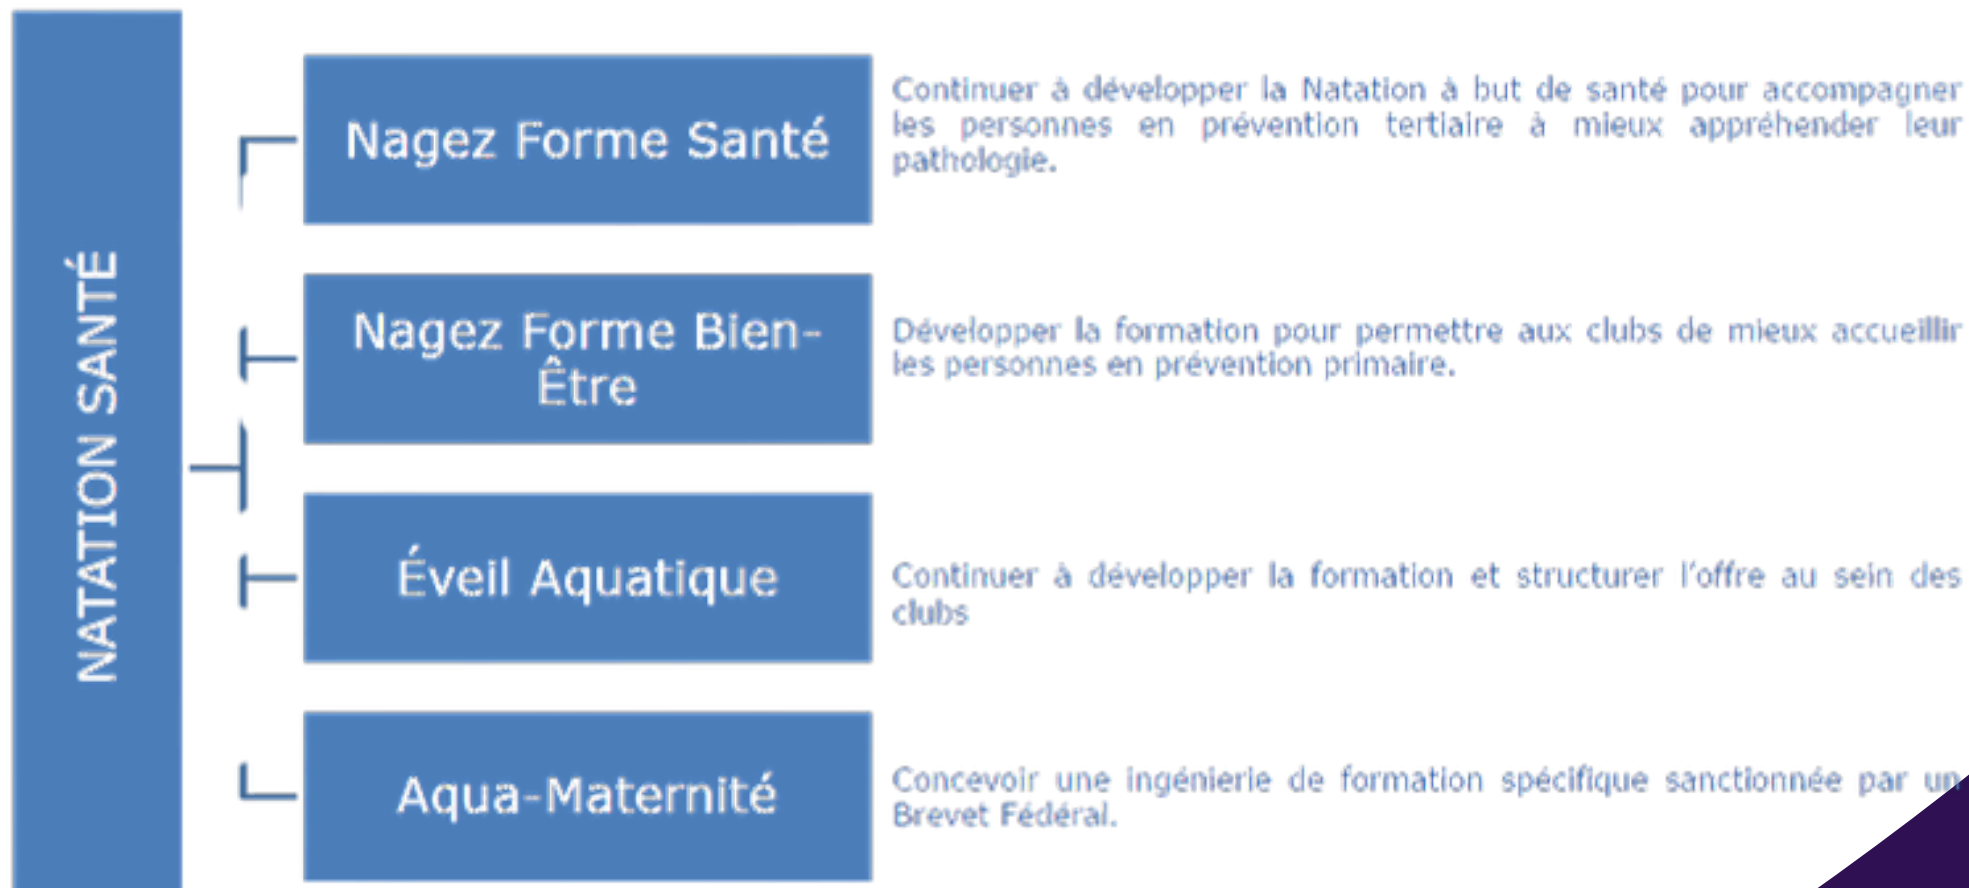 NATATION SANTÉ
Nagez Forme Santé
Continuer à développer la Natation à but de santé pour accompagner
les personnes en prévention tertiaire à mieux appréhender leur
pathologie.
Nagez Forme Bien-
Être
Développer la formation pour permettre aux clubs de mieux accueillir
les personnes en prévention primaire.
Éveil Aquatique
Continuer à développer la formation et structurer l'offre au sein des
clubs
Aqua-Maternité
Concevoir une ingénierie de formation spécifique sanctionnée par un
Brevet Fédéral.